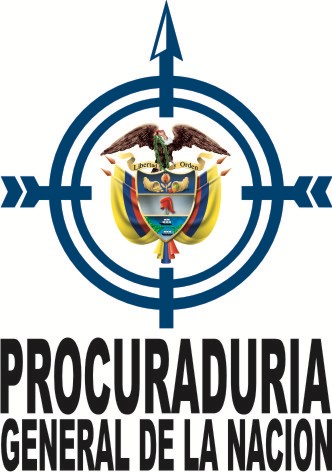 Libertad y Orden
PROCURADURIA
GENERAL DE LA NACION